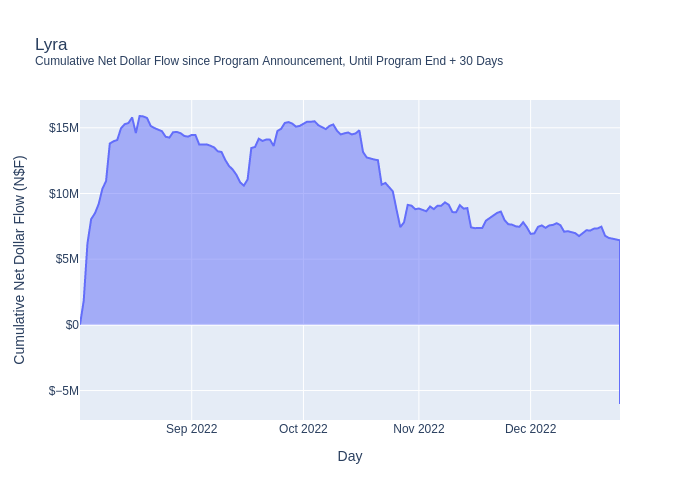 Lyra
Cumulative Net Dollar Flow since Program Announcement, Until Program End + 30 Days
Cumulative Net Dollar Flow (N$F)
$15M
$10M
$5M
$0
$−5M
Sep 2022
Oct 2022
Nov 2022
Dec 2022
Day